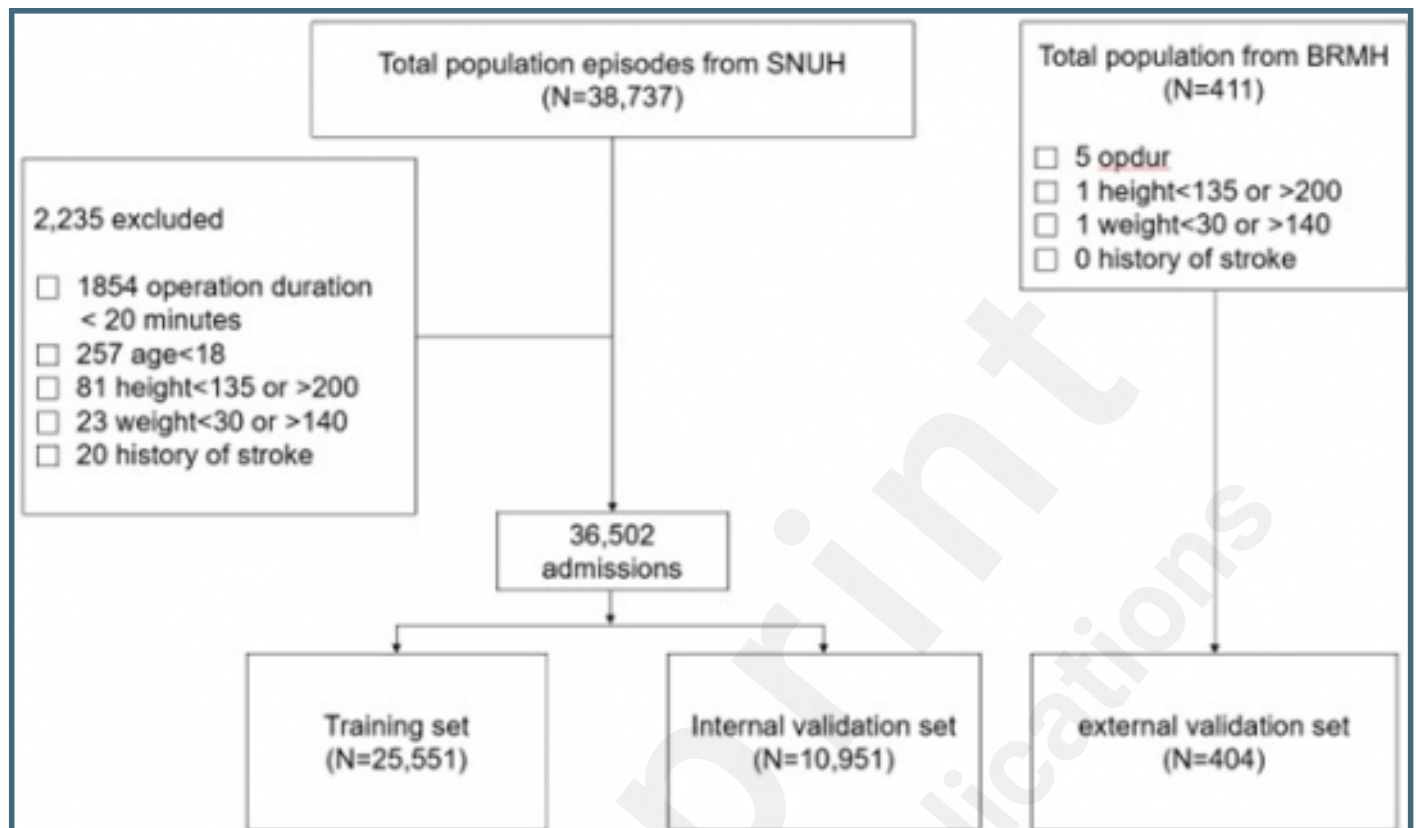 Total population episodes from SNUH
(N=38,737)
Total population from BRMH
(N=411)
☐ 5 opdur
☐ 1 height<135 or >200
☐ 1 weight<30 or >140
☐ 0 history of stroke
2,235 excluded
☐ 1854 operation duration
< 20 minutes
☐ 257 age<18
☐ 81 height<135 or >200
☐ 23 weight<30 or >140
☐ 20 history of stroke
36,502
admissions
Training set
(N=25,551)
Internal validation set
(N=10,951)
external validation set
(N=404)
print
lications